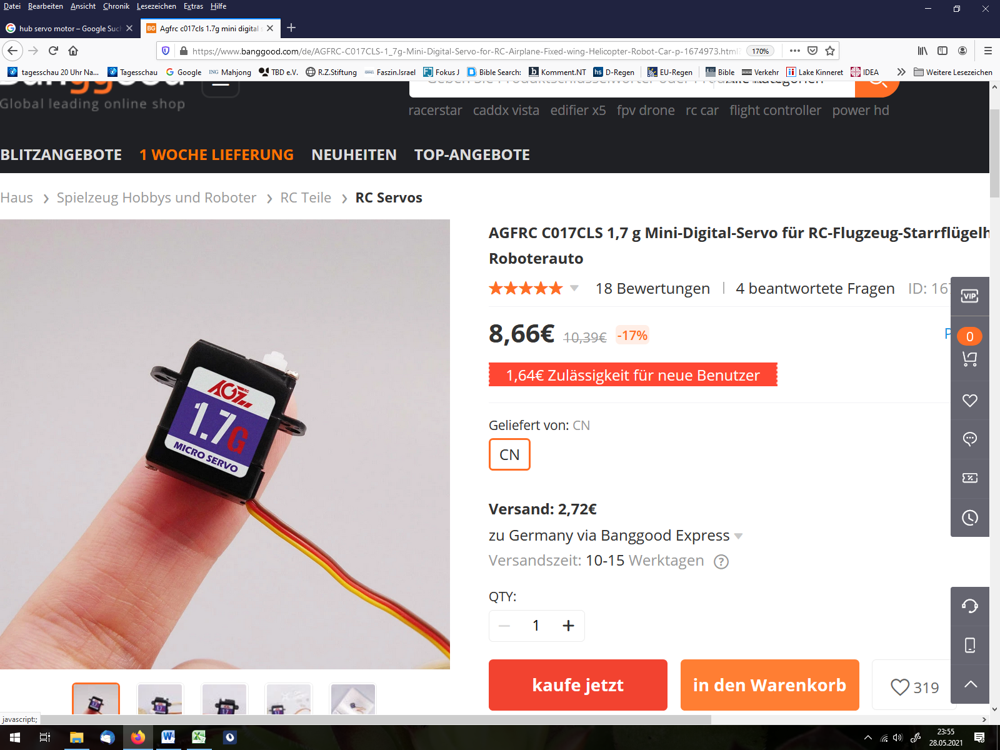 Datei Bearbeiten Ansicht Chronik Lesezeichen Extras Hilfe
hub servo motor – Google Suc
BG Agfrc c017cls 1.7g mini digital s
https://www.banggood.com/de/AGFRC-C017CLS-1_7g-Mini-Digital-Servo-for-RC-Airplane-Fixed-wing-Helicopter-Robot-Car-p-1674973.html? 170%
tagesschau 20 Uhr Na... Tagesschau Google ING Mahjong TBD e.V. R.Z.Stiftung Faszin.Israel Fokus J Bible Search: Komment.NT D-Regen EU-Regen Bible Verkehr Lake Kinneret IDEA Weitere Lesezeichen
Banggood
Global leading online shop
racerstar caddx vista edifier x5 fpv drone rc car flight controller power hd
BLITZANGEBOTE 1 WOCHE LIEFERUNG NEUHEITEN TOP-ANGEBOTE
Haus > Spielzeug Hobbys und Roboter > RC Teile > RC Servos
AGFRC C017CLS 1,7 g Mini-Digital-Servo für RC-Flugzeug-Starrflügelh
Roboterauto
18 Bewertungen | 4 beantwortete Fragen ID: 167
8,66€ 10,39€ -17% P
1,64€ Zulässigkeit für neue Benutzer
Geliefert von: CN
CN
Versand: 2,72€
zu Germany via Banggood Express
Versandszeit: 10-15 Werktagen ?
QTY:
− 1 +
kaufe jetzt in den Warenkorb 319
VIP
0
RC
1.7G
MICRO SERVO
javascript:;
23:55
28.05.2021